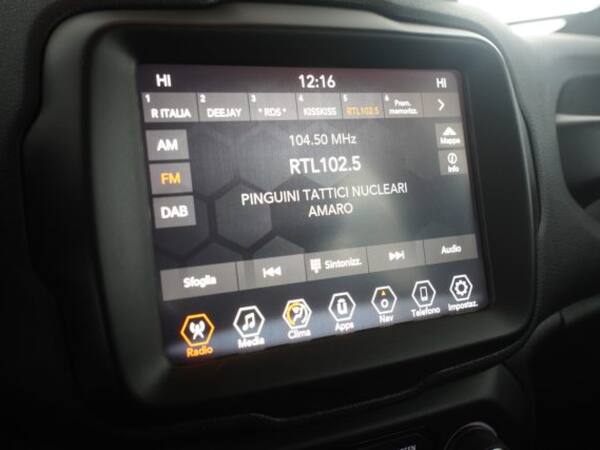 HI 12:16 HI
1 2 3 4 5 6
R ITALIA DEEJAY *RDS* KISSKISS RTL102.5 Prem. memorizz. >
AM 104.50 MHz Mappe
FM RTL102.5 Info
DAB PINGUINI TATTICI NUCLEARI
AMARO
Sfoglia Sintonizz. Audio
Radio Media Clima Apps Nav Telefono Impostaz.